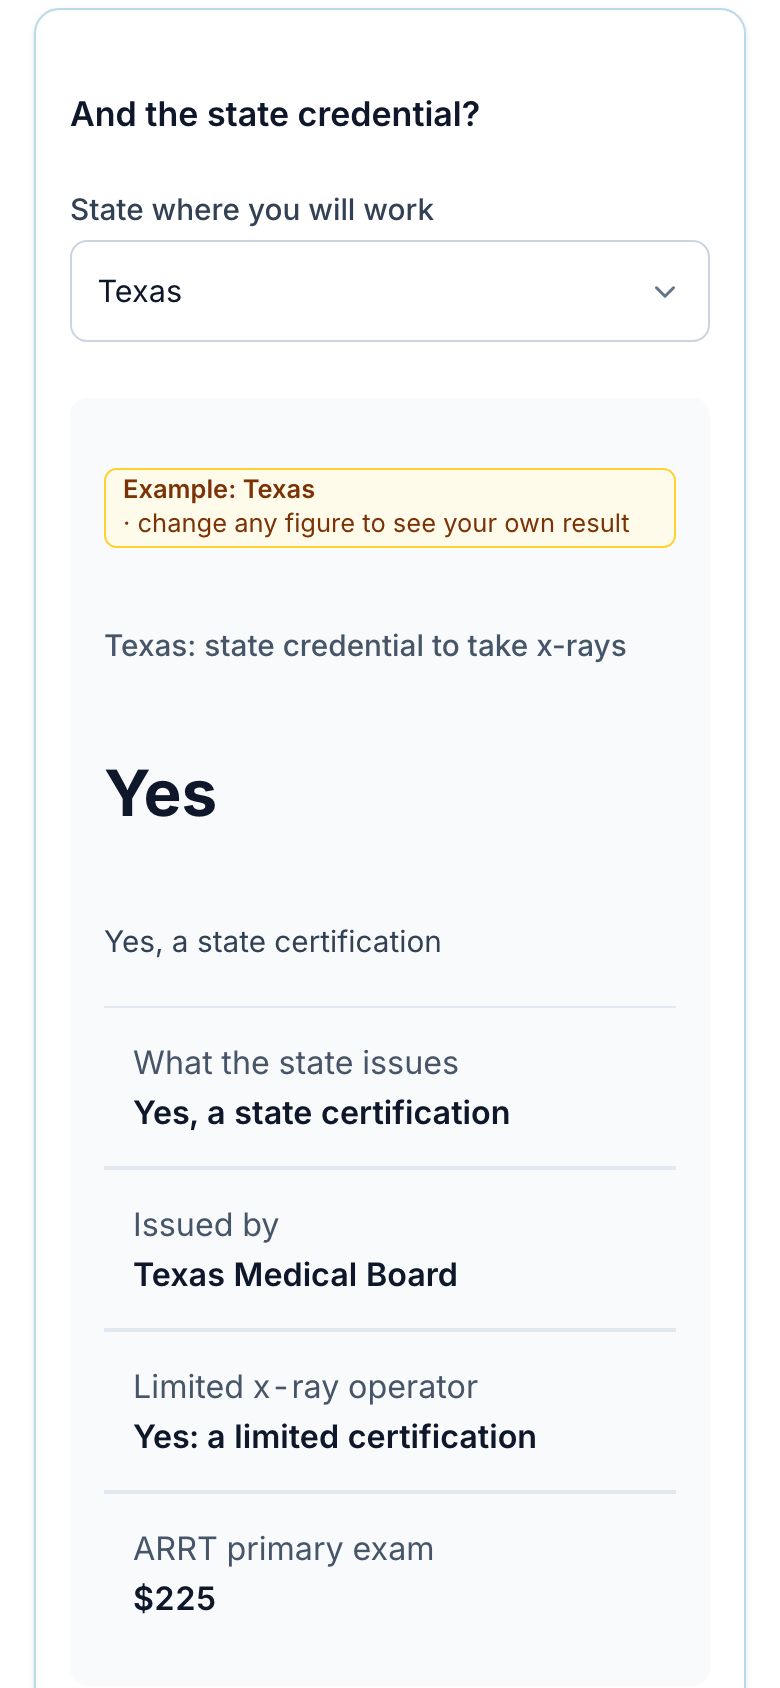 And the state credential?
State where you will work
Texas
Example: Texas
· change any figure to see your own result
Texas: state credential to take x-rays
Yes
Yes, a state certification
What the state issues
Yes, a state certification
Issued by
Texas Medical Board
Limited x-ray operator
Yes: a limited certification
ARRT primary exam
$225